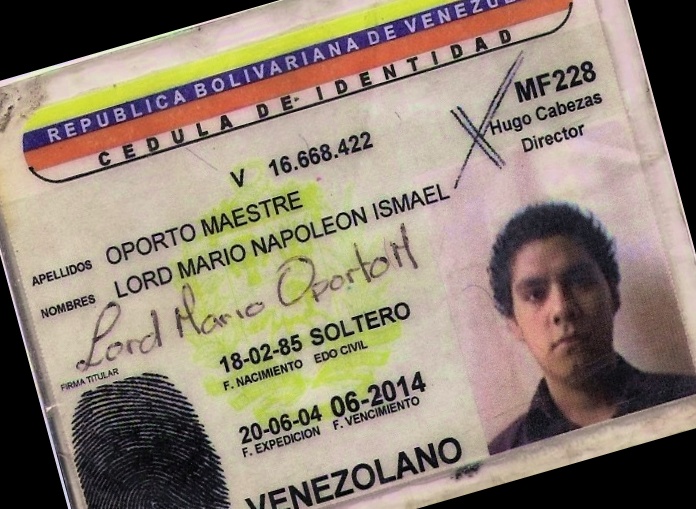 REPUBLICA BOLIVARIANA DE VENEZUEL
CEDULA DE IDENTIDAD
MF228
Hugo Cabezas
Director
V 16.668.422
APELLIDOS OPORTO MAESTRE
NOMBRES LORD MARIO NAPOLEON ISMAEL
Lord Mario Oporto M
FIRMA TITULAR
18-02-85 SOLTERO
F. NACIMIENTO EDO CIVIL
20-06-04 06-2014
F. EXPEDICION F. VENCIMIENTO
VENEZOLANO